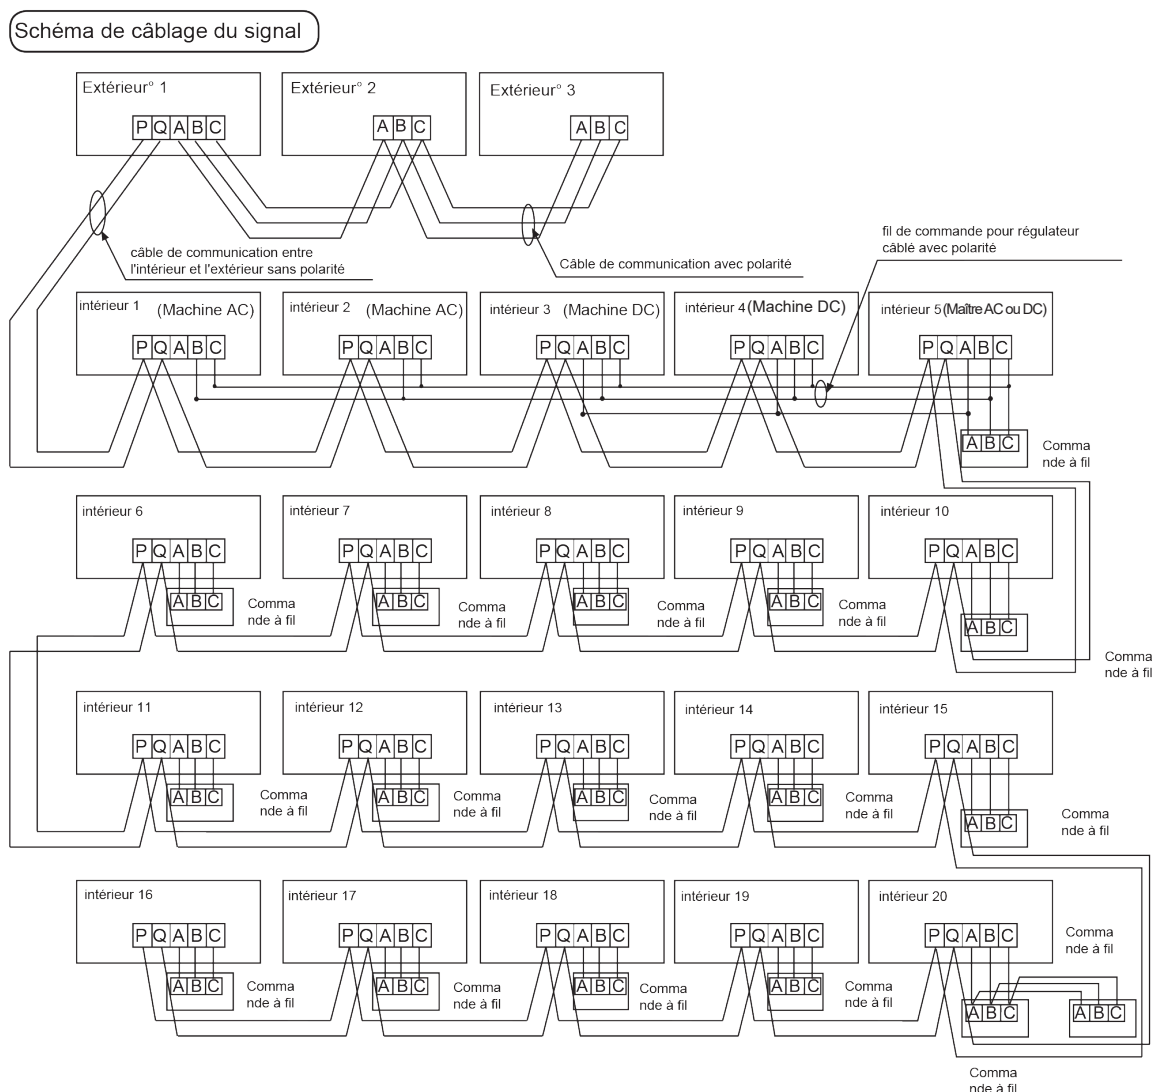 Schéma de câblage du signal
Extérieur° 1
Extérieur° 2
Extérieur° 3
P Q A B C
A B C
A B C
câble de communication entre
l'intérieur et l'extérieur sans polarité
Câble de communication avec polarité
fil de commande pour régulateur
câblé avec polarité
intérieur 1 (Machine AC)
intérieur 2 (Machine AC)
intérieur 3 (Machine DC)
intérieur 4 (Machine DC)
intérieur 5 (Maître AC ou DC)
P Q A B C
P Q A B C
P Q A B C
P Q A B C
P Q A B C
A B C
Comma
nde à fil
intérieur 6
intérieur 7
intérieur 8
intérieur 9
intérieur 10
P Q A B C
P Q A B C
P Q A B C
P Q A B C
P Q A B C
A B C
Comma
nde à fil
A B C
Comma
nde à fil
A B C
Comma
nde à fil
A B C
Comma
nde à fil
A B C
Comma
nde à fil
intérieur 11
intérieur 12
intérieur 13
intérieur 14
intérieur 15
P Q A B C
P Q A B C
P Q A B C
P Q A B C
P Q A B C
A B C
Comma
nde à fil
A B C
Comma
nde à fil
A B C
Comma
nde à fil
A B C
Comma
nde à fil
A B C
Comma
nde à fil
intérieur 16
intérieur 17
intérieur 18
intérieur 19
intérieur 20
P Q A B C
P Q A B C
P Q A B C
P Q A B C
P Q A B C
Comma
nde à fil
A B C
Comma
nde à fil
A B C
Comma
nde à fil
A B C
Comma
nde à fil
A B C
Comma
nde à fil
A B C
A B C
Comma
nde à fil